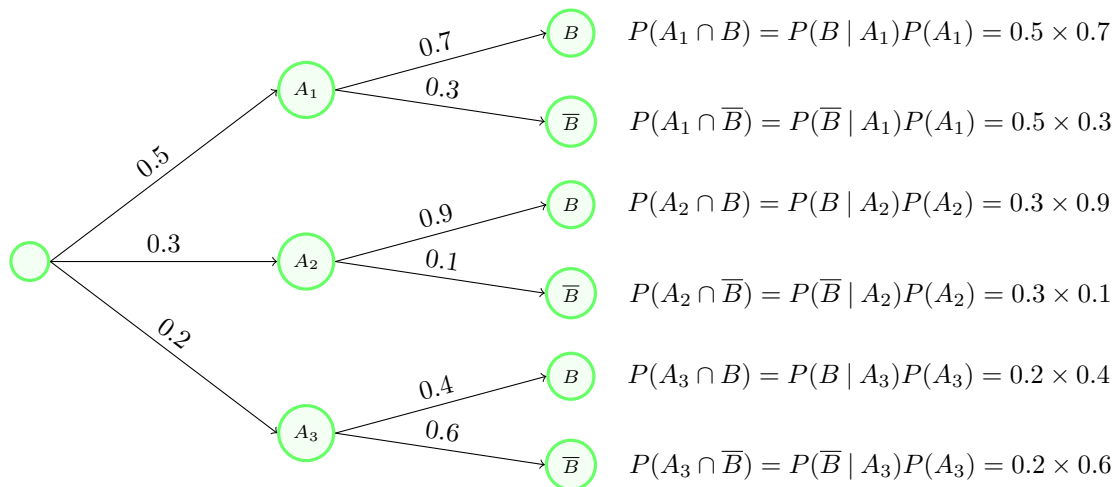 0.7 B P(A₁ ∩ B) = P(B | A₁)P(A₁) = 0.5 × 0.7
A₁
0.3 B̅ P(A₁ ∩ B̅) = P(B̅ | A₁)P(A₁) = 0.5 × 0.3
0.5
0.9 B P(A₂ ∩ B) = P(B | A₂)P(A₂) = 0.3 × 0.9
0.3 A₂
0.1 B̅ P(A₂ ∩ B̅) = P(B̅ | A₂)P(A₂) = 0.3 × 0.1
0.2
0.4 B P(A₃ ∩ B) = P(B | A₃)P(A₃) = 0.2 × 0.4
A₃
0.6 B̅ P(A₃ ∩ B̅) = P(B̅ | A₃)P(A₃) = 0.2 × 0.6